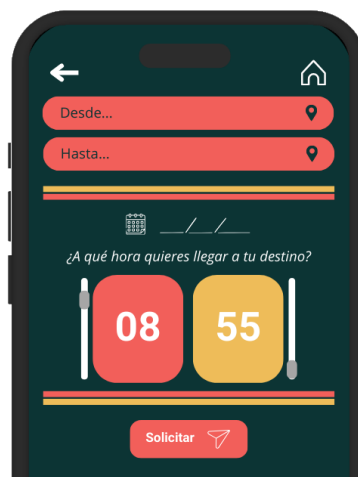 Desde...
Hasta...
__/__/__
¿A qué hora quieres llegar a tu destino?
08 55
Solicitar